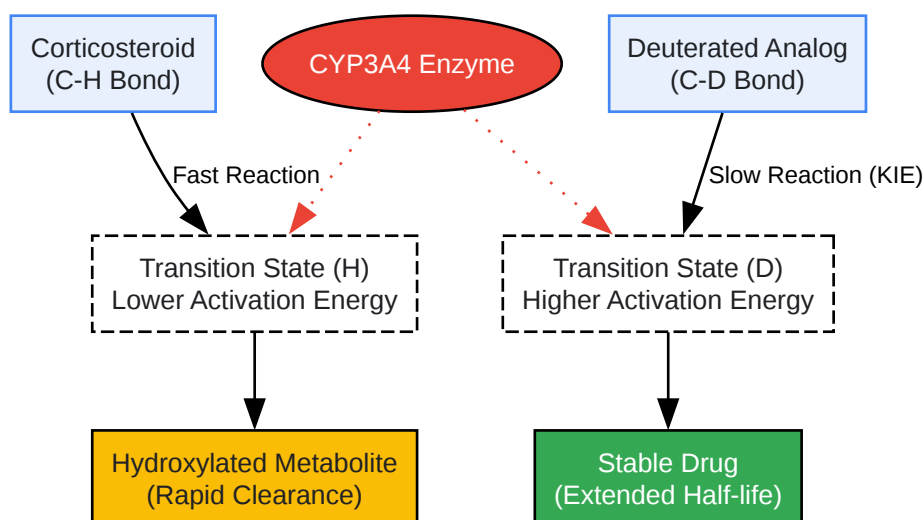 Corticosteroid
(C-H Bond)
CYP3A4 Enzyme
Deuterated Analog
(C-D Bond)
Fast Reaction
Slow Reaction (KIE)
Transition State (H)
Lower Activation Energy
Transition State (D)
Higher Activation Energy
Hydroxylated Metabolite
(Rapid Clearance)
Stable Drug
(Extended Half-life)